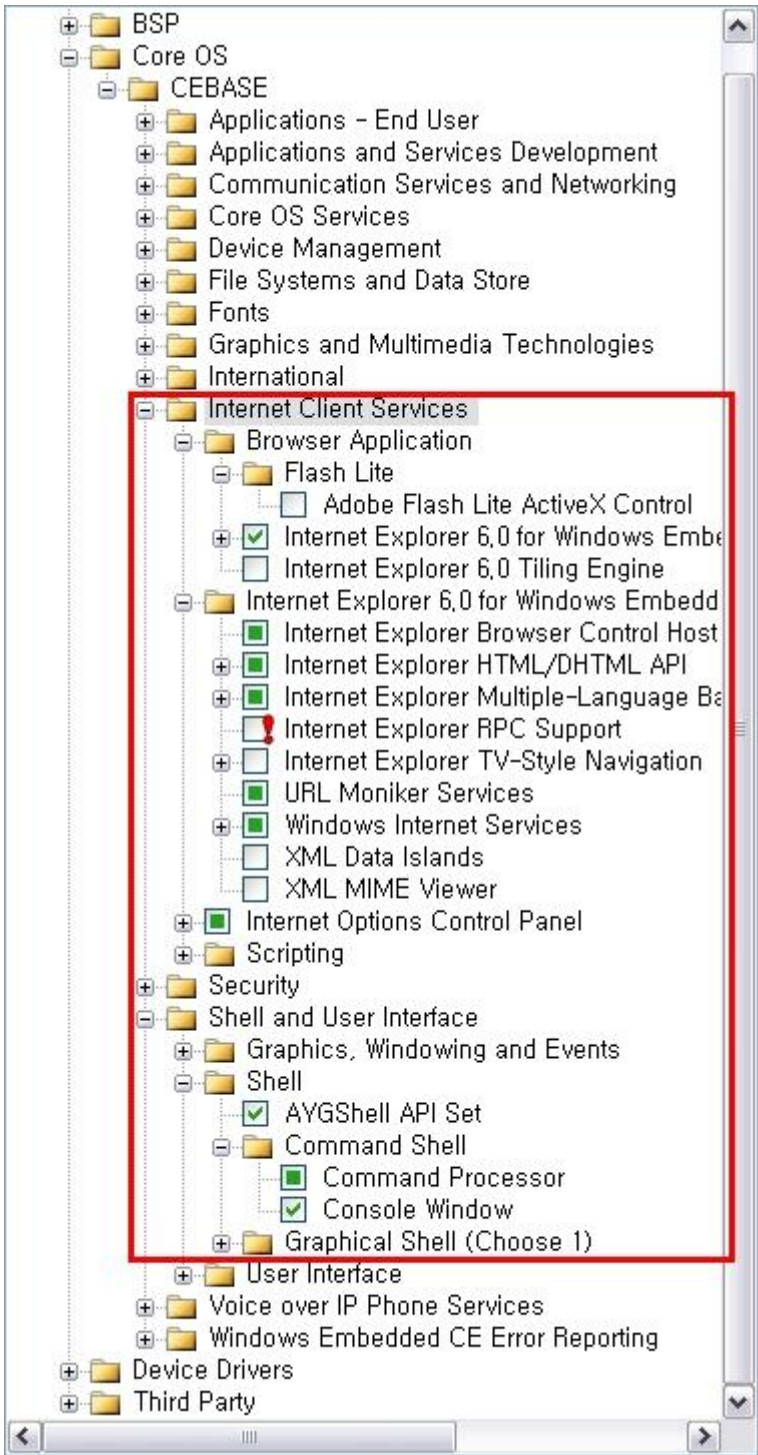 BSP
Core OS
CEBASE
Applications - End User
Applications and Services Development
Communication Services and Networking
Core OS Services
Device Management
File Systems and Data Store
Fonts
Graphics and Multimedia Technologies
International
Internet Client Services
Browser Application
Flash Lite
Adobe Flash Lite ActiveX Control
Internet Explorer 6,0 for Windows Embe
Internet Explorer 6,0 Tiling Engine
Internet Explorer 6,0 for Windows Embedd
Internet Explorer Browser Control Host
Internet Explorer HTML/DHTML API
Internet Explorer Multiple-Language Ba
Internet Explorer RPC Support
Internet Explorer TV-Style Navigation
URL Moniker Services
Windows Internet Services
XML Data Islands
XML MIME Viewer
Internet Options Control Panel
Scripting
Security
Shell and User Interface
Graphics, Windowing and Events
Shell
AYGShell API Set
Command Shell
Command Processor
Console Window
Graphical Shell (Choose 1)
User Interface
Voice over IP Phone Services
Windows Embedded CE Error Reporting
Device Drivers
Third Party